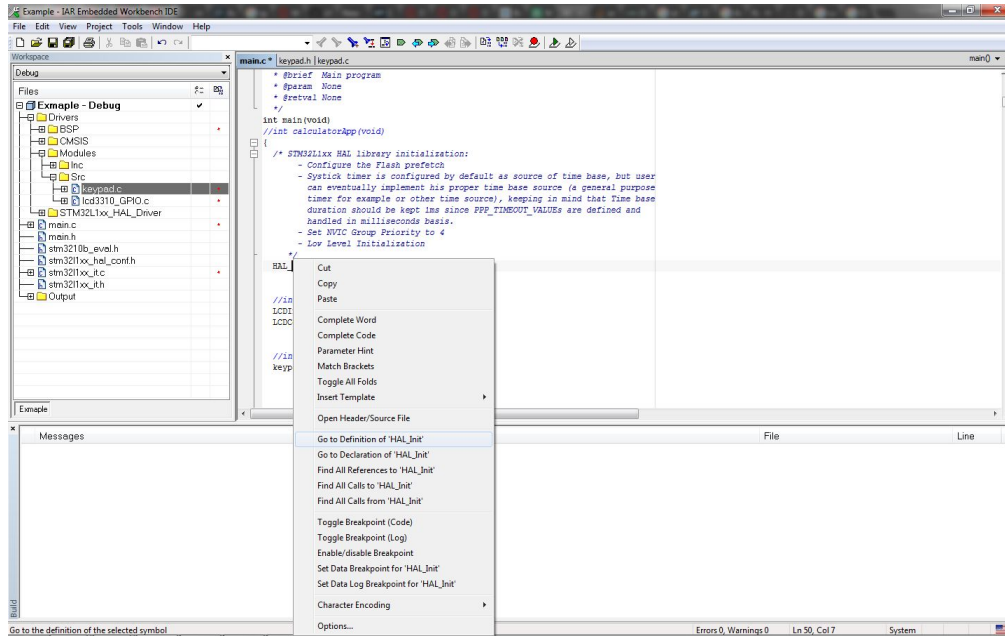 Example - IAR Embedded Workbench IDE
File Edit View Project Tools Window Help
Workspace
main.c * keypad.h keypad.c
main()
Debug
Files
Exmaple - Debug
Drivers
BSP
CMSIS
Modules
Inc
Src
keypad.c
lcd3310_GPIO.c
STM32L1xx_HAL_Driver
main.c
main.h
stm3210b_eval.h
stm32l1xx_hal_conf.h
stm32l1xx_it.c
stm32l1xx_it.h
Output
Exmaple
* @brief Main program
* @param None
* @retval None
*/
int main(void)
//int calculatorApp(void)
{
/* STM32L1xx HAL library initialization:
- Configure the Flash prefetch
- Systick timer is configured by default as source of time base, but user
can eventually implement his proper time base source (a general purpose
timer for example or other time source), keeping in mind that Time base
duration should be kept 1ms since PPP_TIMEOUT_VALUEs are defined and
handled in milliseconds basis.
- Set NVIC Group Priority to 4
- Low Level Initialization
*/
HAL_
//in
LCDI
LCDC
//in
keyp
Cut
Copy
Paste
Complete Word
Complete Code
Parameter Hint
Match Brackets
Toggle All Folds
Insert Template
Open Header/Source File
Go to Definition of 'HAL_Init'
Go to Declaration of 'HAL_Init'
Find All References to 'HAL_Init'
Find All Calls to 'HAL_Init'
Find All Calls from 'HAL_Init'
Toggle Breakpoint (Code)
Toggle Breakpoint (Log)
Enable/disable Breakpoint
Set Data Breakpoint for 'HAL_Init'
Set Data Log Breakpoint for 'HAL_Init'
Character Encoding
Options...
Messages File Line
Build
Go to the definition of the selected symbol
Errors 0, Warnings 0 Ln 50, Col 7 System